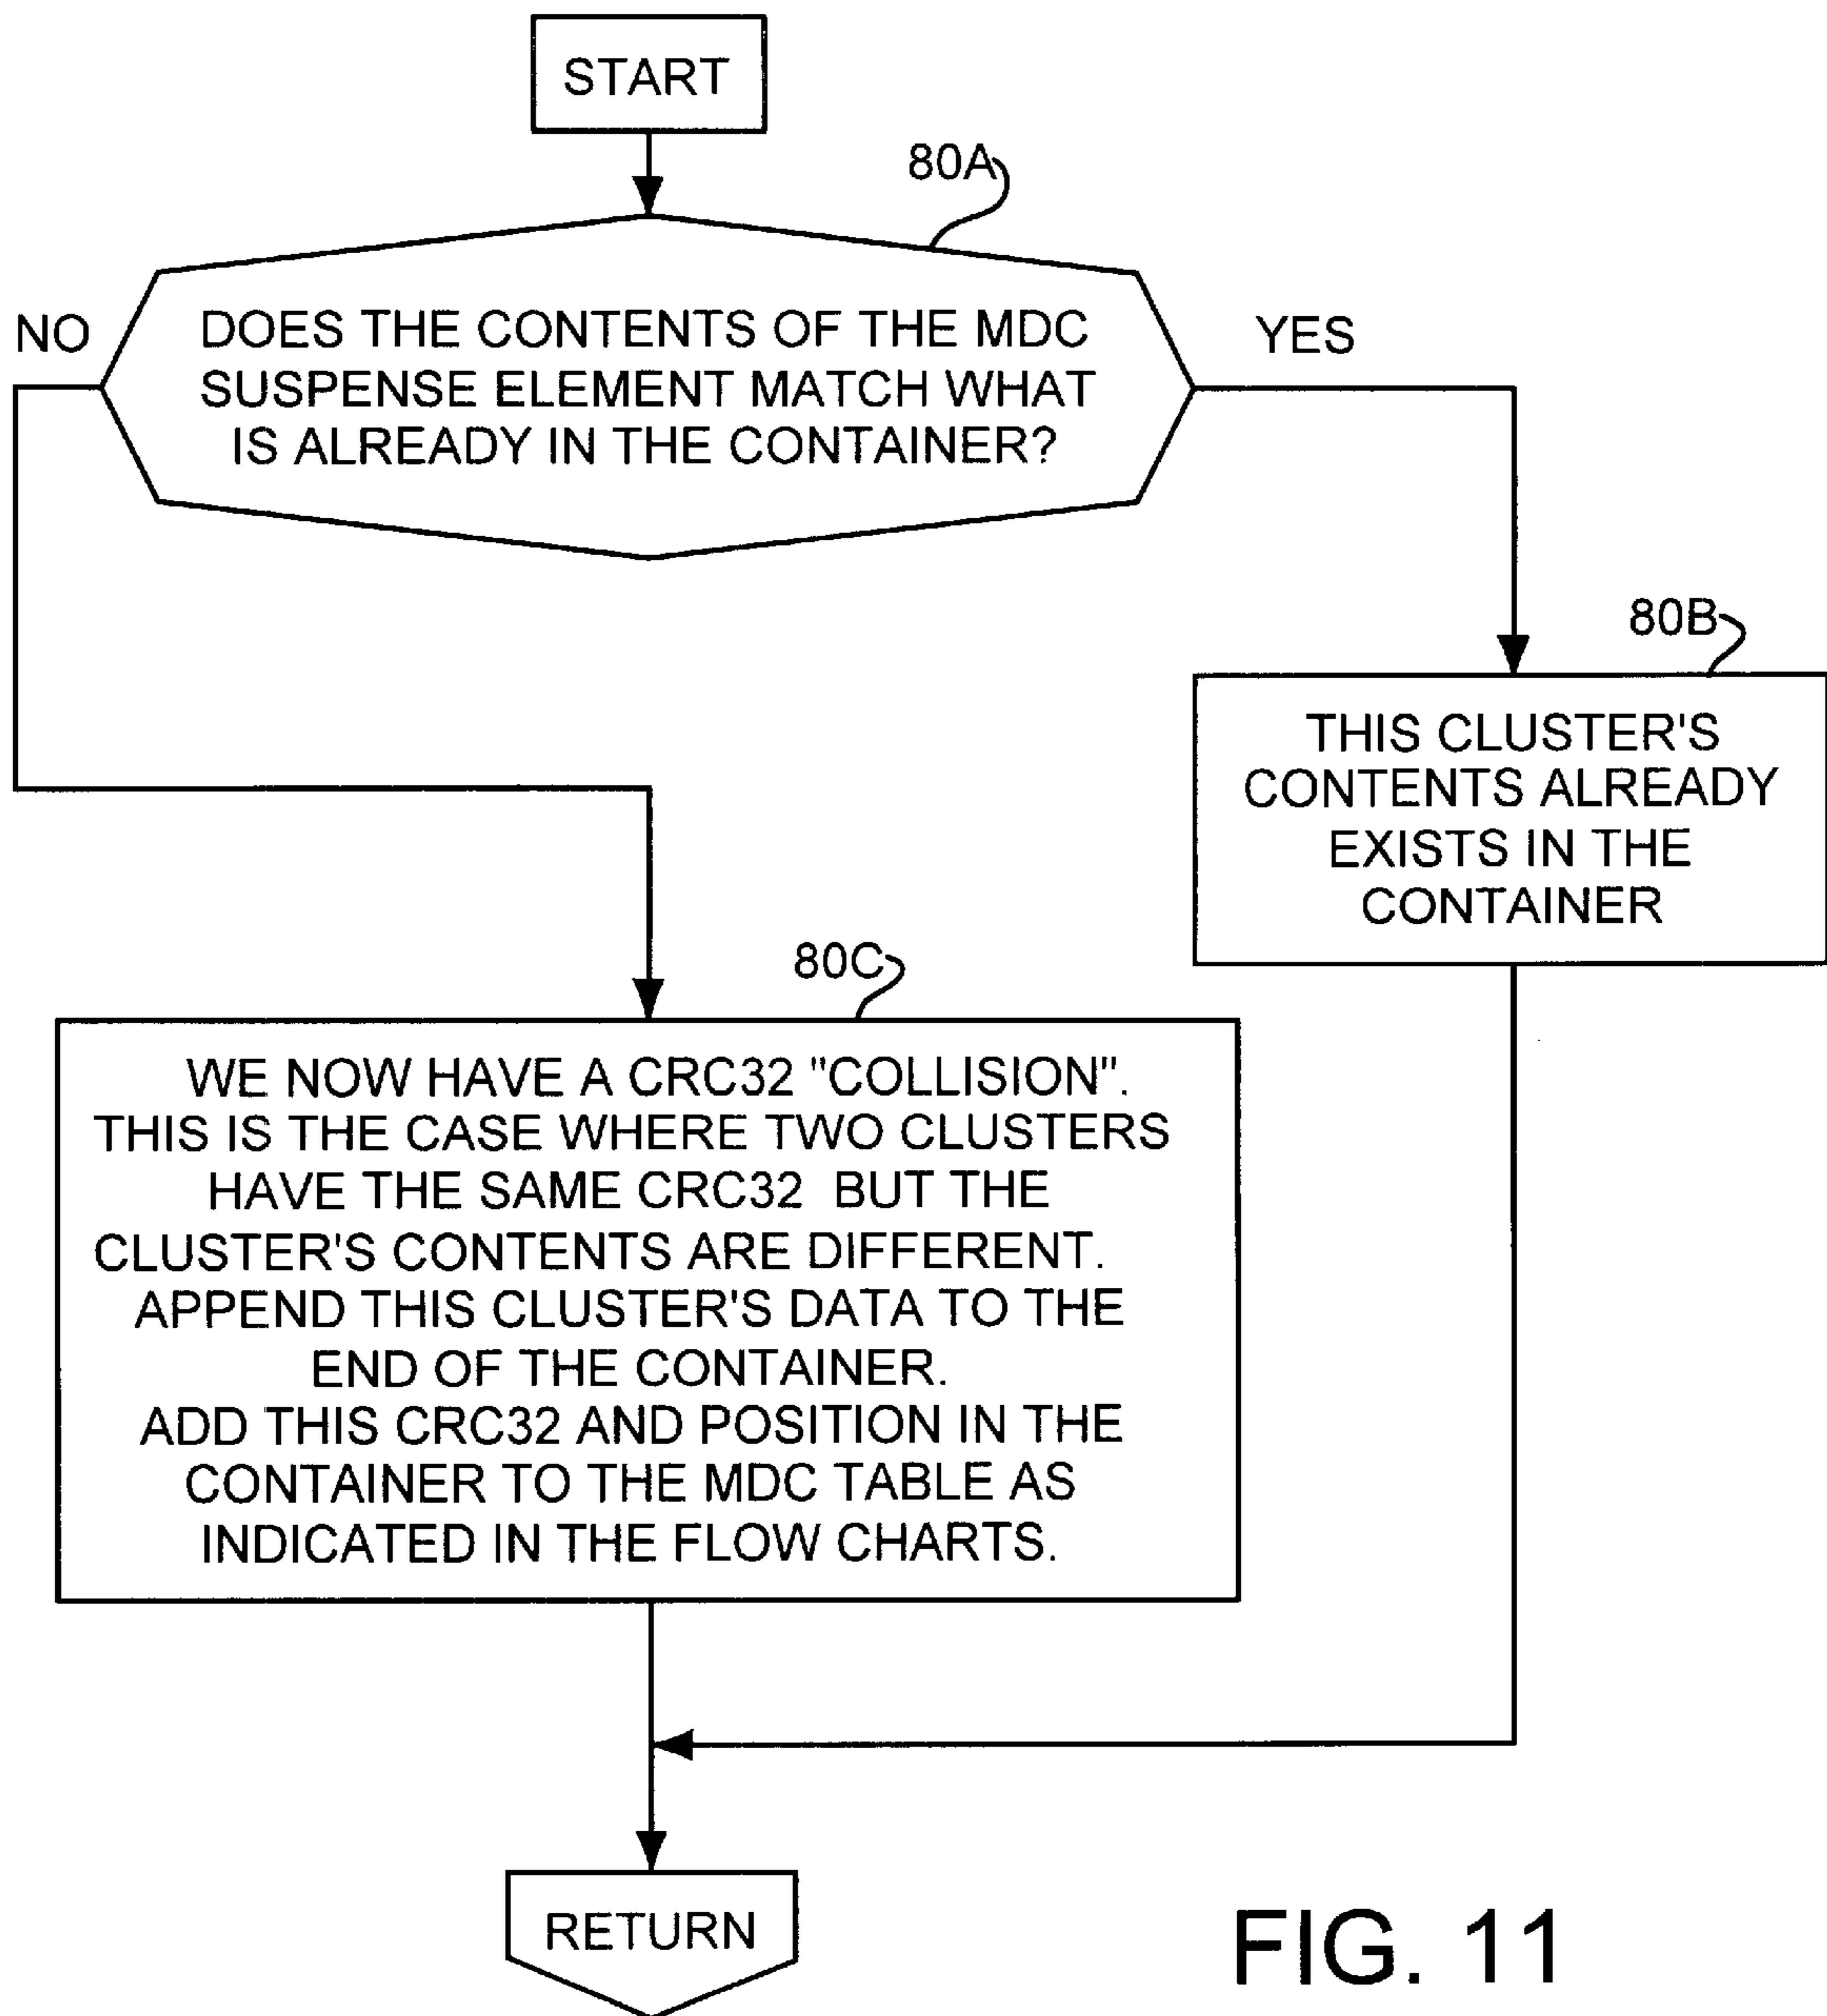 START
80A
NO
DOES THE CONTENTS OF THE MDC
SUSPENSE ELEMENT MATCH WHAT
IS ALREADY IN THE CONTAINER?
YES
80B
THIS CLUSTER'S
CONTENTS ALREADY
EXISTS IN THE
CONTAINER
80C
WE NOW HAVE A CRC32 "COLLISION".
THIS IS THE CASE WHERE TWO CLUSTERS
HAVE THE SAME CRC32 BUT THE
CLUSTER'S CONTENTS ARE DIFFERENT.
APPEND THIS CLUSTER'S DATA TO THE
END OF THE CONTAINER.
ADD THIS CRC32 AND POSITION IN THE
CONTAINER TO THE MDC TABLE AS
INDICATED IN THE FLOW CHARTS.
RETURN
FIG. 11